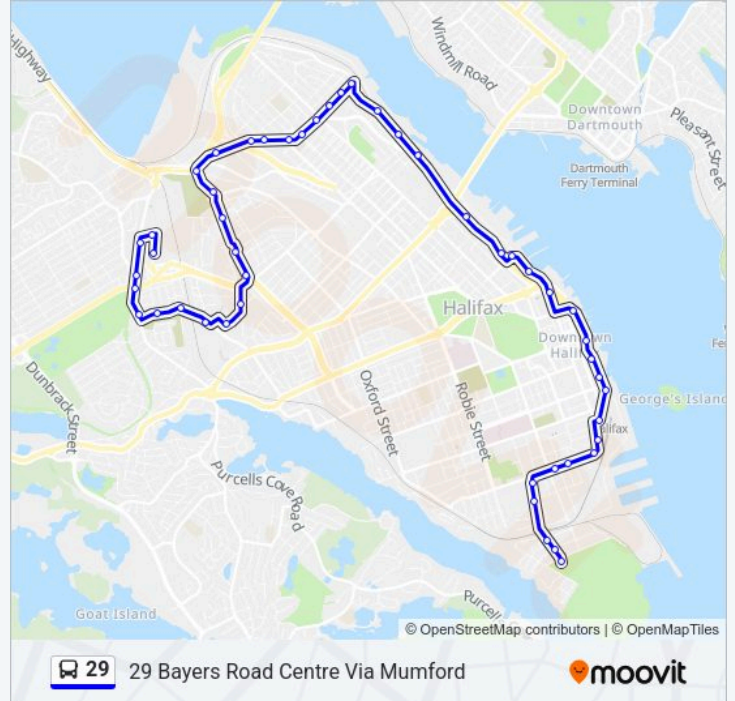 Highway
Windmill Road
Downtown
Dartmouth
Pleasant Street
Dartmouth
Ferry Terminal
Halifax
Downtown
Oxford Street
Robie Street
George's Island
Dunbrack
Street
Purcells Cove Road
Goat Island
Purcell
© OpenStreetMap contributors | © OpenMapTiles
29 29 Bayers Road Centre Via Mumford
moovit